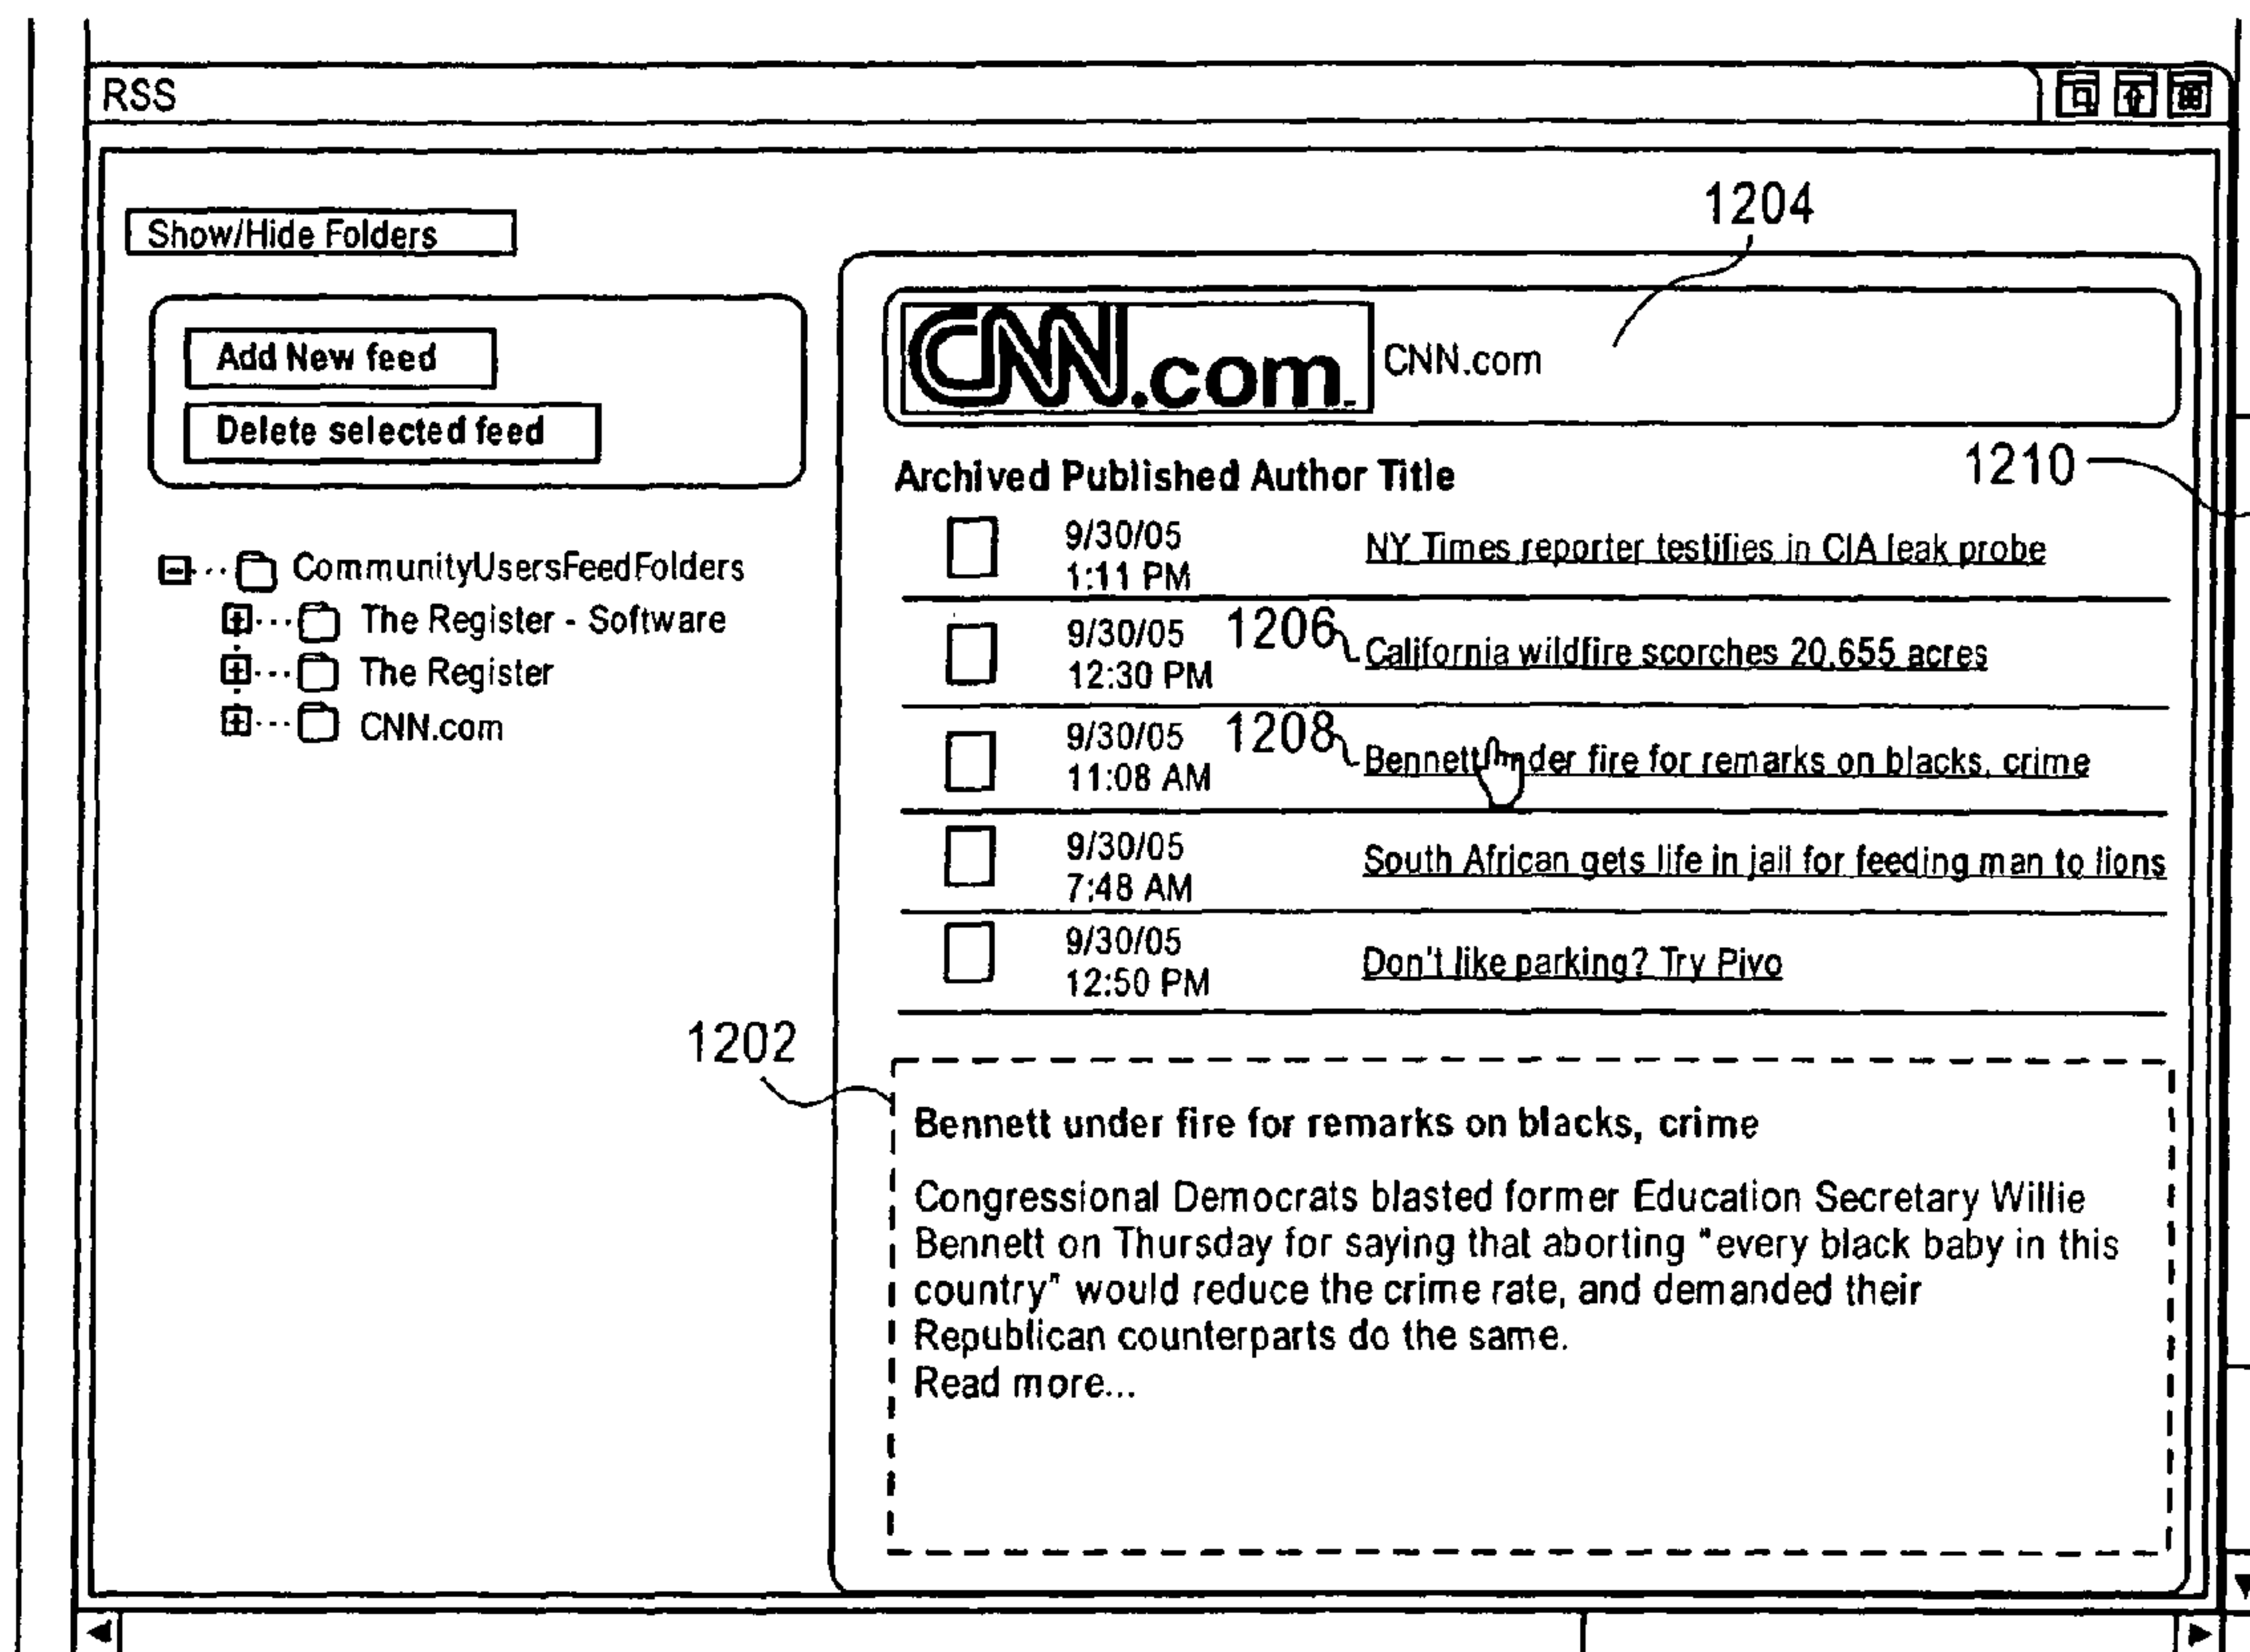 RSS
Show/Hide Folders
Add New feed
Delete selected feed
CommunityUsersFeedFolders
The Register - Software
The Register
CNN.com
1204
CNN.com CNN.com
1210
Archived Published Author Title
9/30/05
1:11 PM
NY Times reporter testifies in CIA leak probe
9/30/05
12:30 PM
1206
California wildfire scorches 20,655 acres
9/30/05
11:08 AM
1208
Bennett under fire for remarks on blacks, crime
9/30/05
7:48 AM
South African gets life in jail for feeding man to lions
9/30/05
12:50 PM
Don't like parking? Try Pivo
1202
Bennett under fire for remarks on blacks, crime
Congressional Democrats blasted former Education Secretary Willie
Bennett on Thursday for saying that aborting "every black baby in this
country" would reduce the crime rate, and demanded their
Republican counterparts do the same.
Read more...